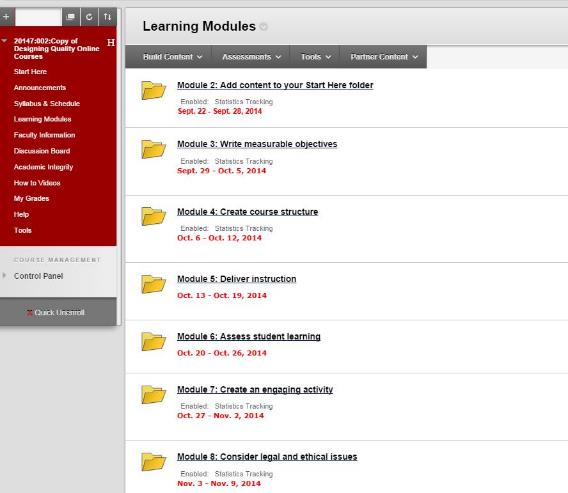 20147:002:Copy of
Designing Quality Online
Courses
H
Start Here
Announcements
Syllabus & Schedule
Learning Modules
Faculty Information
Discussion Board
Academic Integrity
How to Videos
My Grades
Help
Tools
COURSE MANAGEMENT
Control Panel
Quick Unenroll
Learning Modules
Build Content Assessments Tools Partner Content
Module 2: Add content to your Start Here folder
Enabled: Statistics Tracking
Sept. 22 - Sept. 28, 2014
Module 3: Write measurable objectives
Enabled: Statistics Tracking
Sept. 29 - Oct. 5, 2014
Module 4: Create course structure
Enabled: Statistics Tracking
Oct. 6 - Oct. 12, 2014
Module 5: Deliver instruction
Oct. 13 - Oct. 19, 2014
Module 6: Assess student learning
Oct. 20 - Oct. 26, 2014
Module 7: Create an engaging activity
Enabled: Statistics Tracking
Oct. 27 - Nov. 2, 2014
Module 8: Consider legal and ethical issues
Enabled: Statistics Tracking
Nov. 3 - Nov. 9, 2014